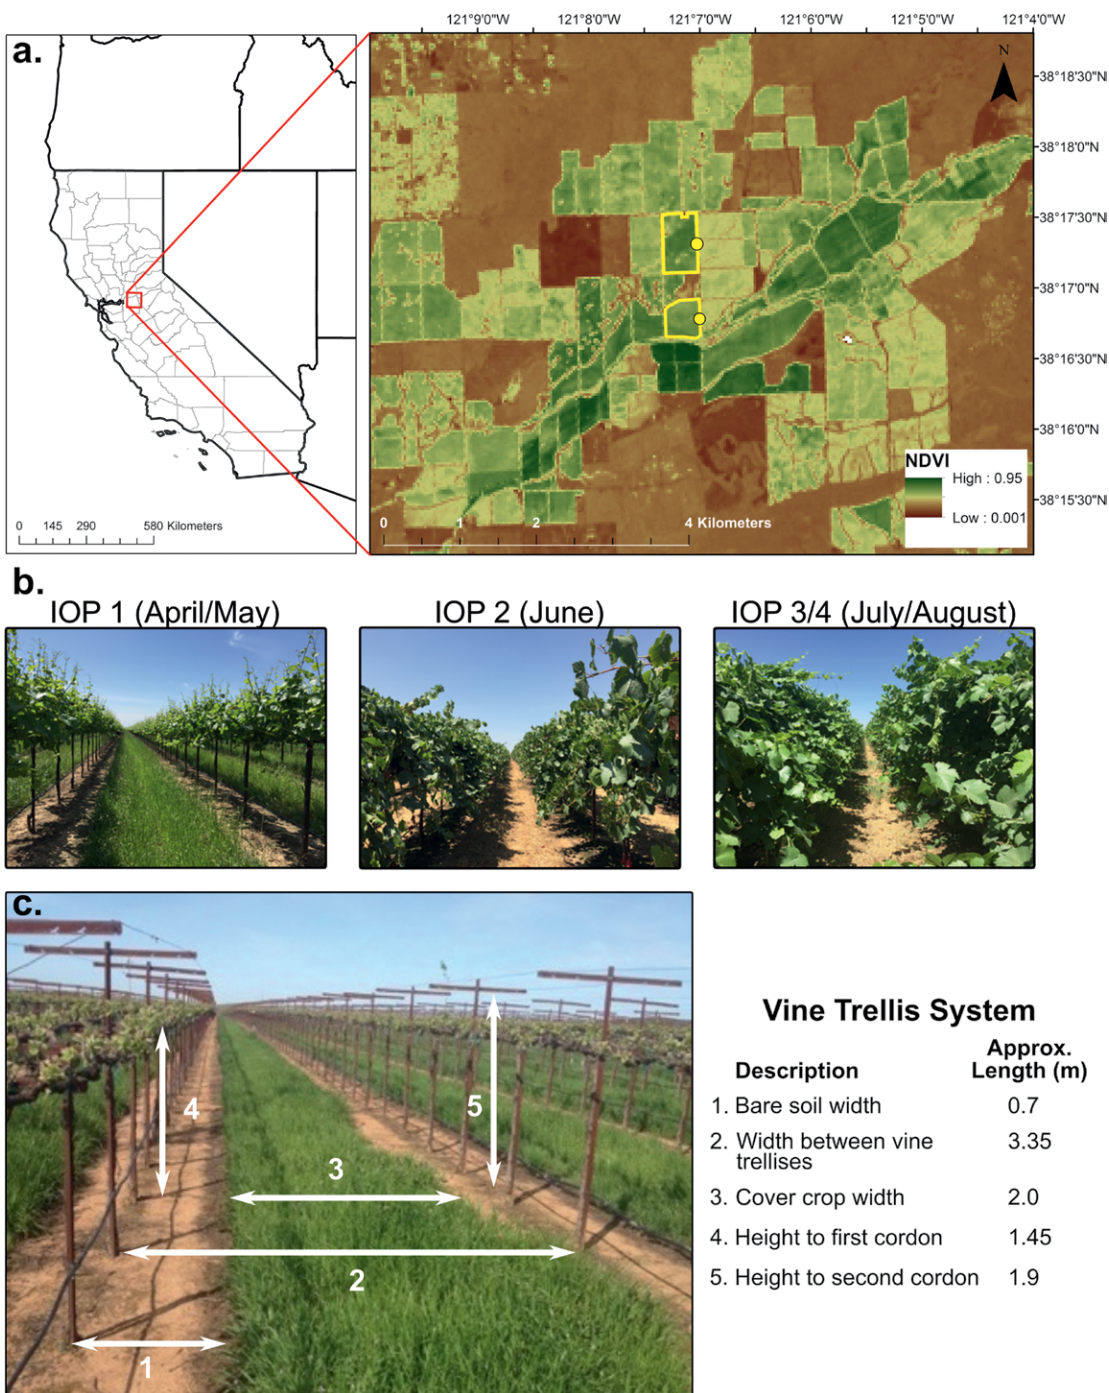 a.
121°9'0"W 121°8'0"W 121°7'0"W 121°6'0"W 121°5'0"W 121°4'0"W
N
38°18'30"N
38°18'0"N
38°17'30"N
38°17'0"N
38°16'30"N
38°16'0"N
38°15'30"N
NDVI
High : 0.95
Low : 0.001
0 145 290 580 Kilometers
0 1 2 4 Kilometers
b.
IOP 1 (April/May) IOP 2 (June) IOP 3/4 (July/August)
c.
4
5
3
2
1
Vine Trellis System
Approx.
Description Length (m)
1. Bare soil width 0.7
2. Width between vine 3.35
trellises
3. Cover crop width 2.0
4. Height to first cordon 1.45
5. Height to second cordon 1.9